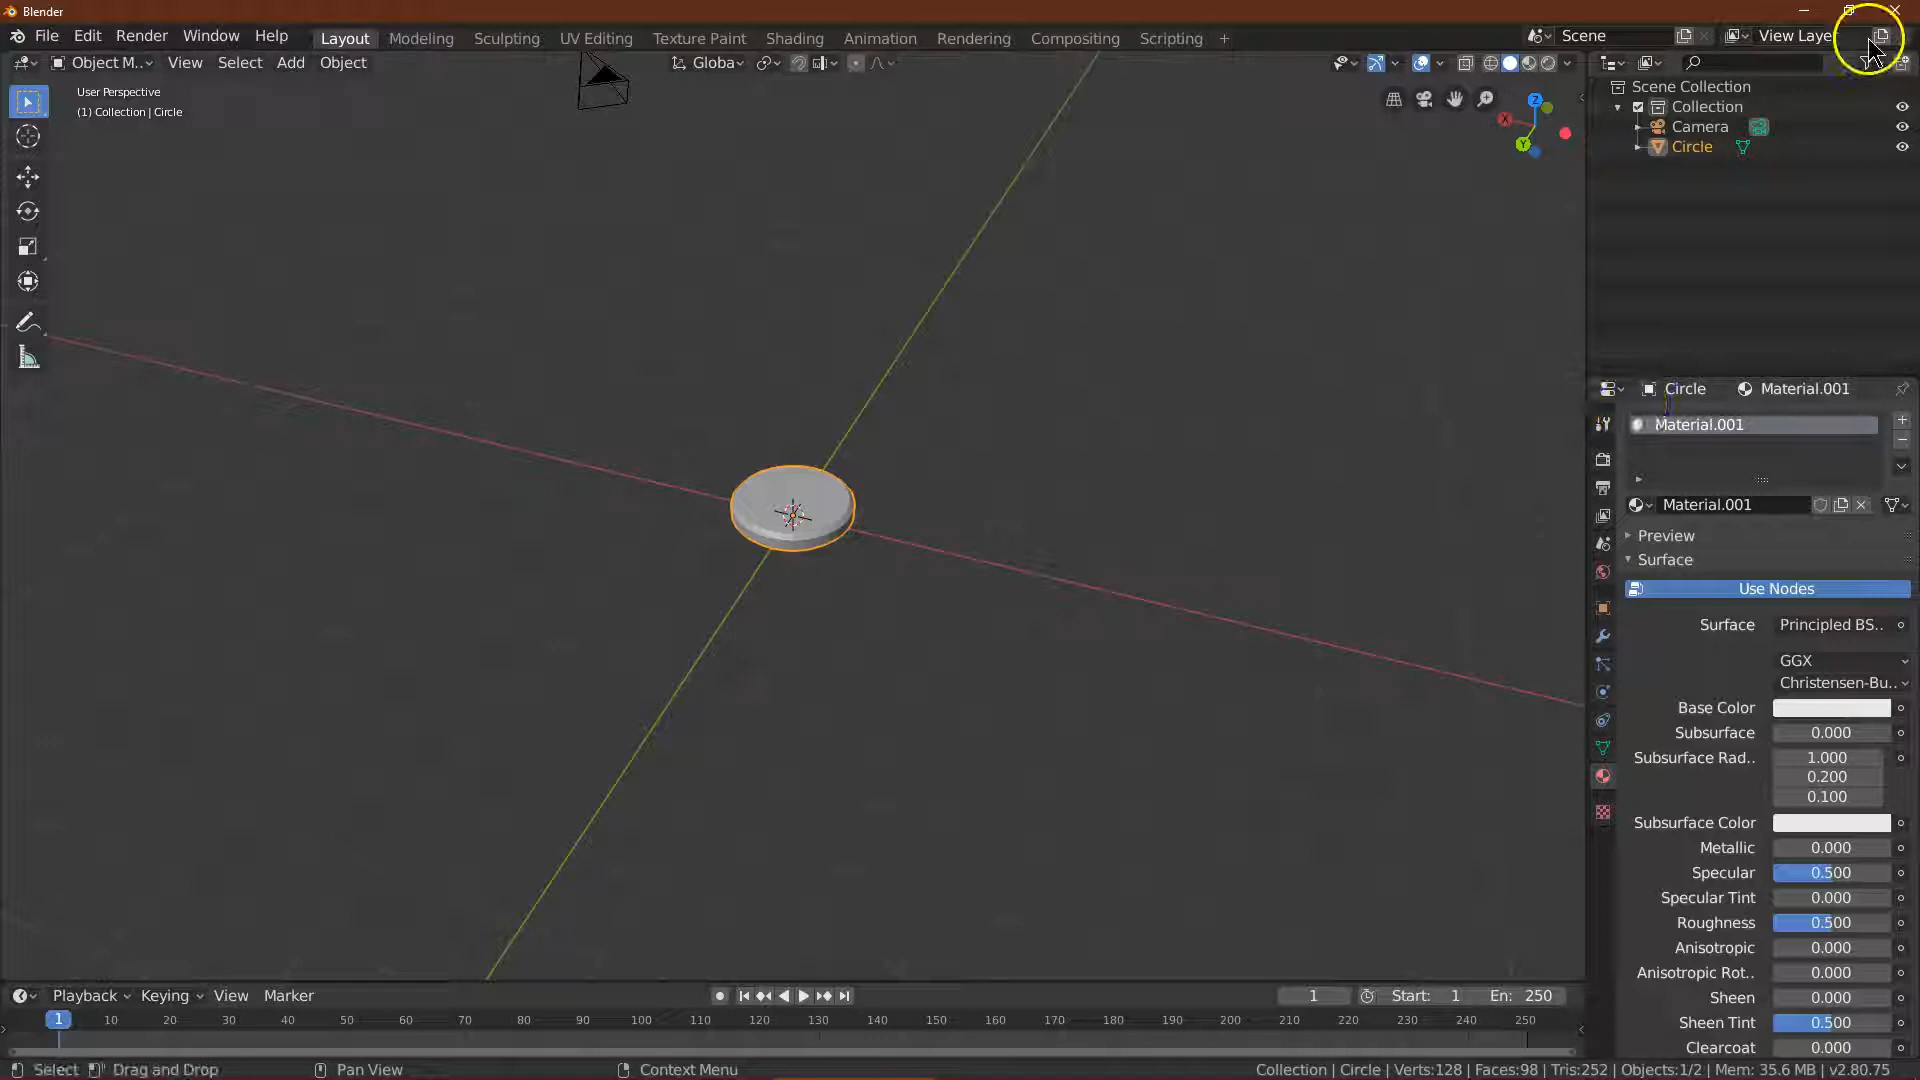 Blender
File Edit Render Window Help Layout Modeling Sculpting UV Editing Texture Paint Shading Animation Rendering Compositing Scripting + Scene View Laye
Object M.. View Select Add Object Globa
User Perspective
(1) Collection | Circle
X
Y
Z
Scene Collection
Collection
Camera
Circle
Circle Material.001
Material.001
Material.001
Preview
Surface
Use Nodes
Surface Principled BS..
GGX
Christensen-Bu..
Base Color
Subsurface 0.000
Subsurface Rad.. 1.000
0.200
0.100
Subsurface Color
Metallic 0.000
Specular 0.500
Specular Tint 0.000
Roughness 0.500
Anisotropic 0.000
Anisotropic Rot.. 0.000
Sheen 0.000
Sheen Tint 0.500
Clearcoat 0.000
Playback Keying View Marker 1 Start: 1 En: 250
1 10 20 30 40 50 60 70 80 90 100 110 120 130 140 150 160 170 180 190 200 210 220 230 240 250
Select Drag and Drop Pan View Context Menu Collection | Circle | Verts:128 | Faces:98 | Tris:252 | Objects:1/2 | Mem: 35.6 MB | v2.80.75